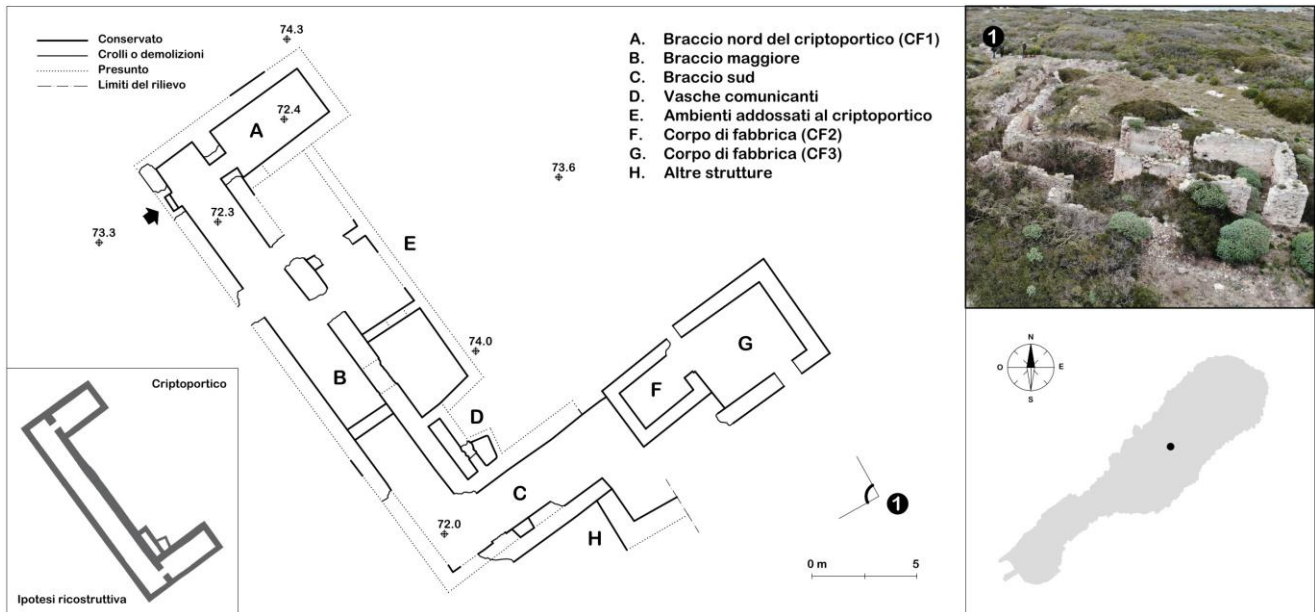 Conservato
Crolli o demolizioni
Presunto
Limiti del rilievo
74.3
A. Braccio nord del criptoportico (CF1)
B. Braccio maggiore
C. Braccio sud
D. Vasche comunicanti
E. Ambienti addossati al criptoportico
F. Corpo di fabbrica (CF2)
G. Corpo di fabbrica (CF3)
H. Altre strutture
1
72.4
A
73.6
72.3
73.3
E
74.0
G
B
F
D
C
72.0
H
1
0 m 5
Criptoportico
Ipotesi ricostruttiva
N
O E
S